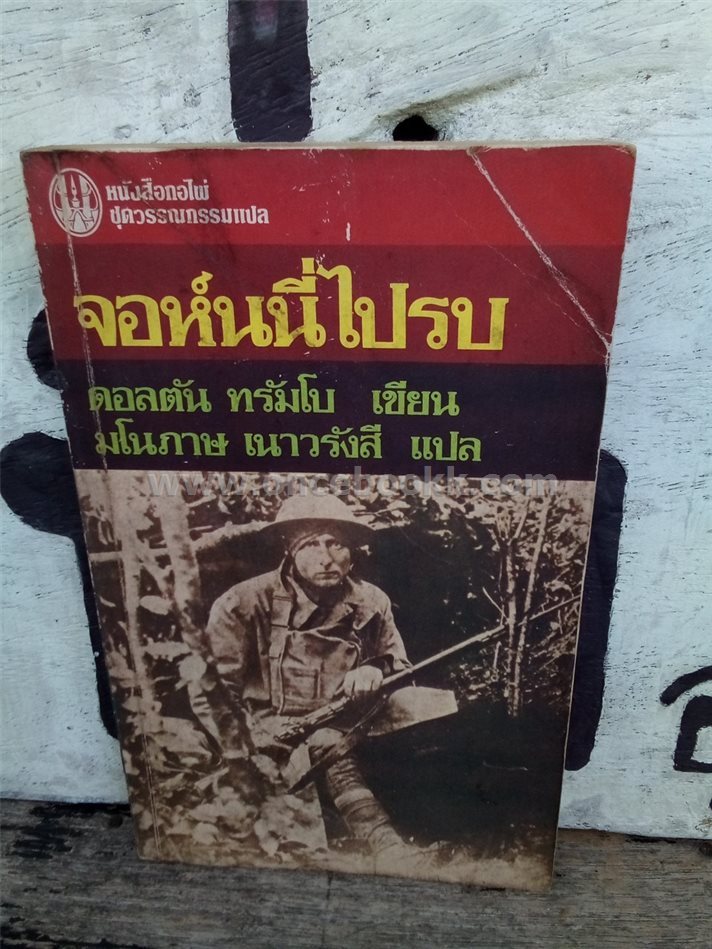 หนังสือกอไผ่
ชุดวรรณกรรมแปล
จอห์นนี่ไปรบ
ดอลตัน ทรัมโบ เขียน
มโนภาษ เนาวรังสี แปล